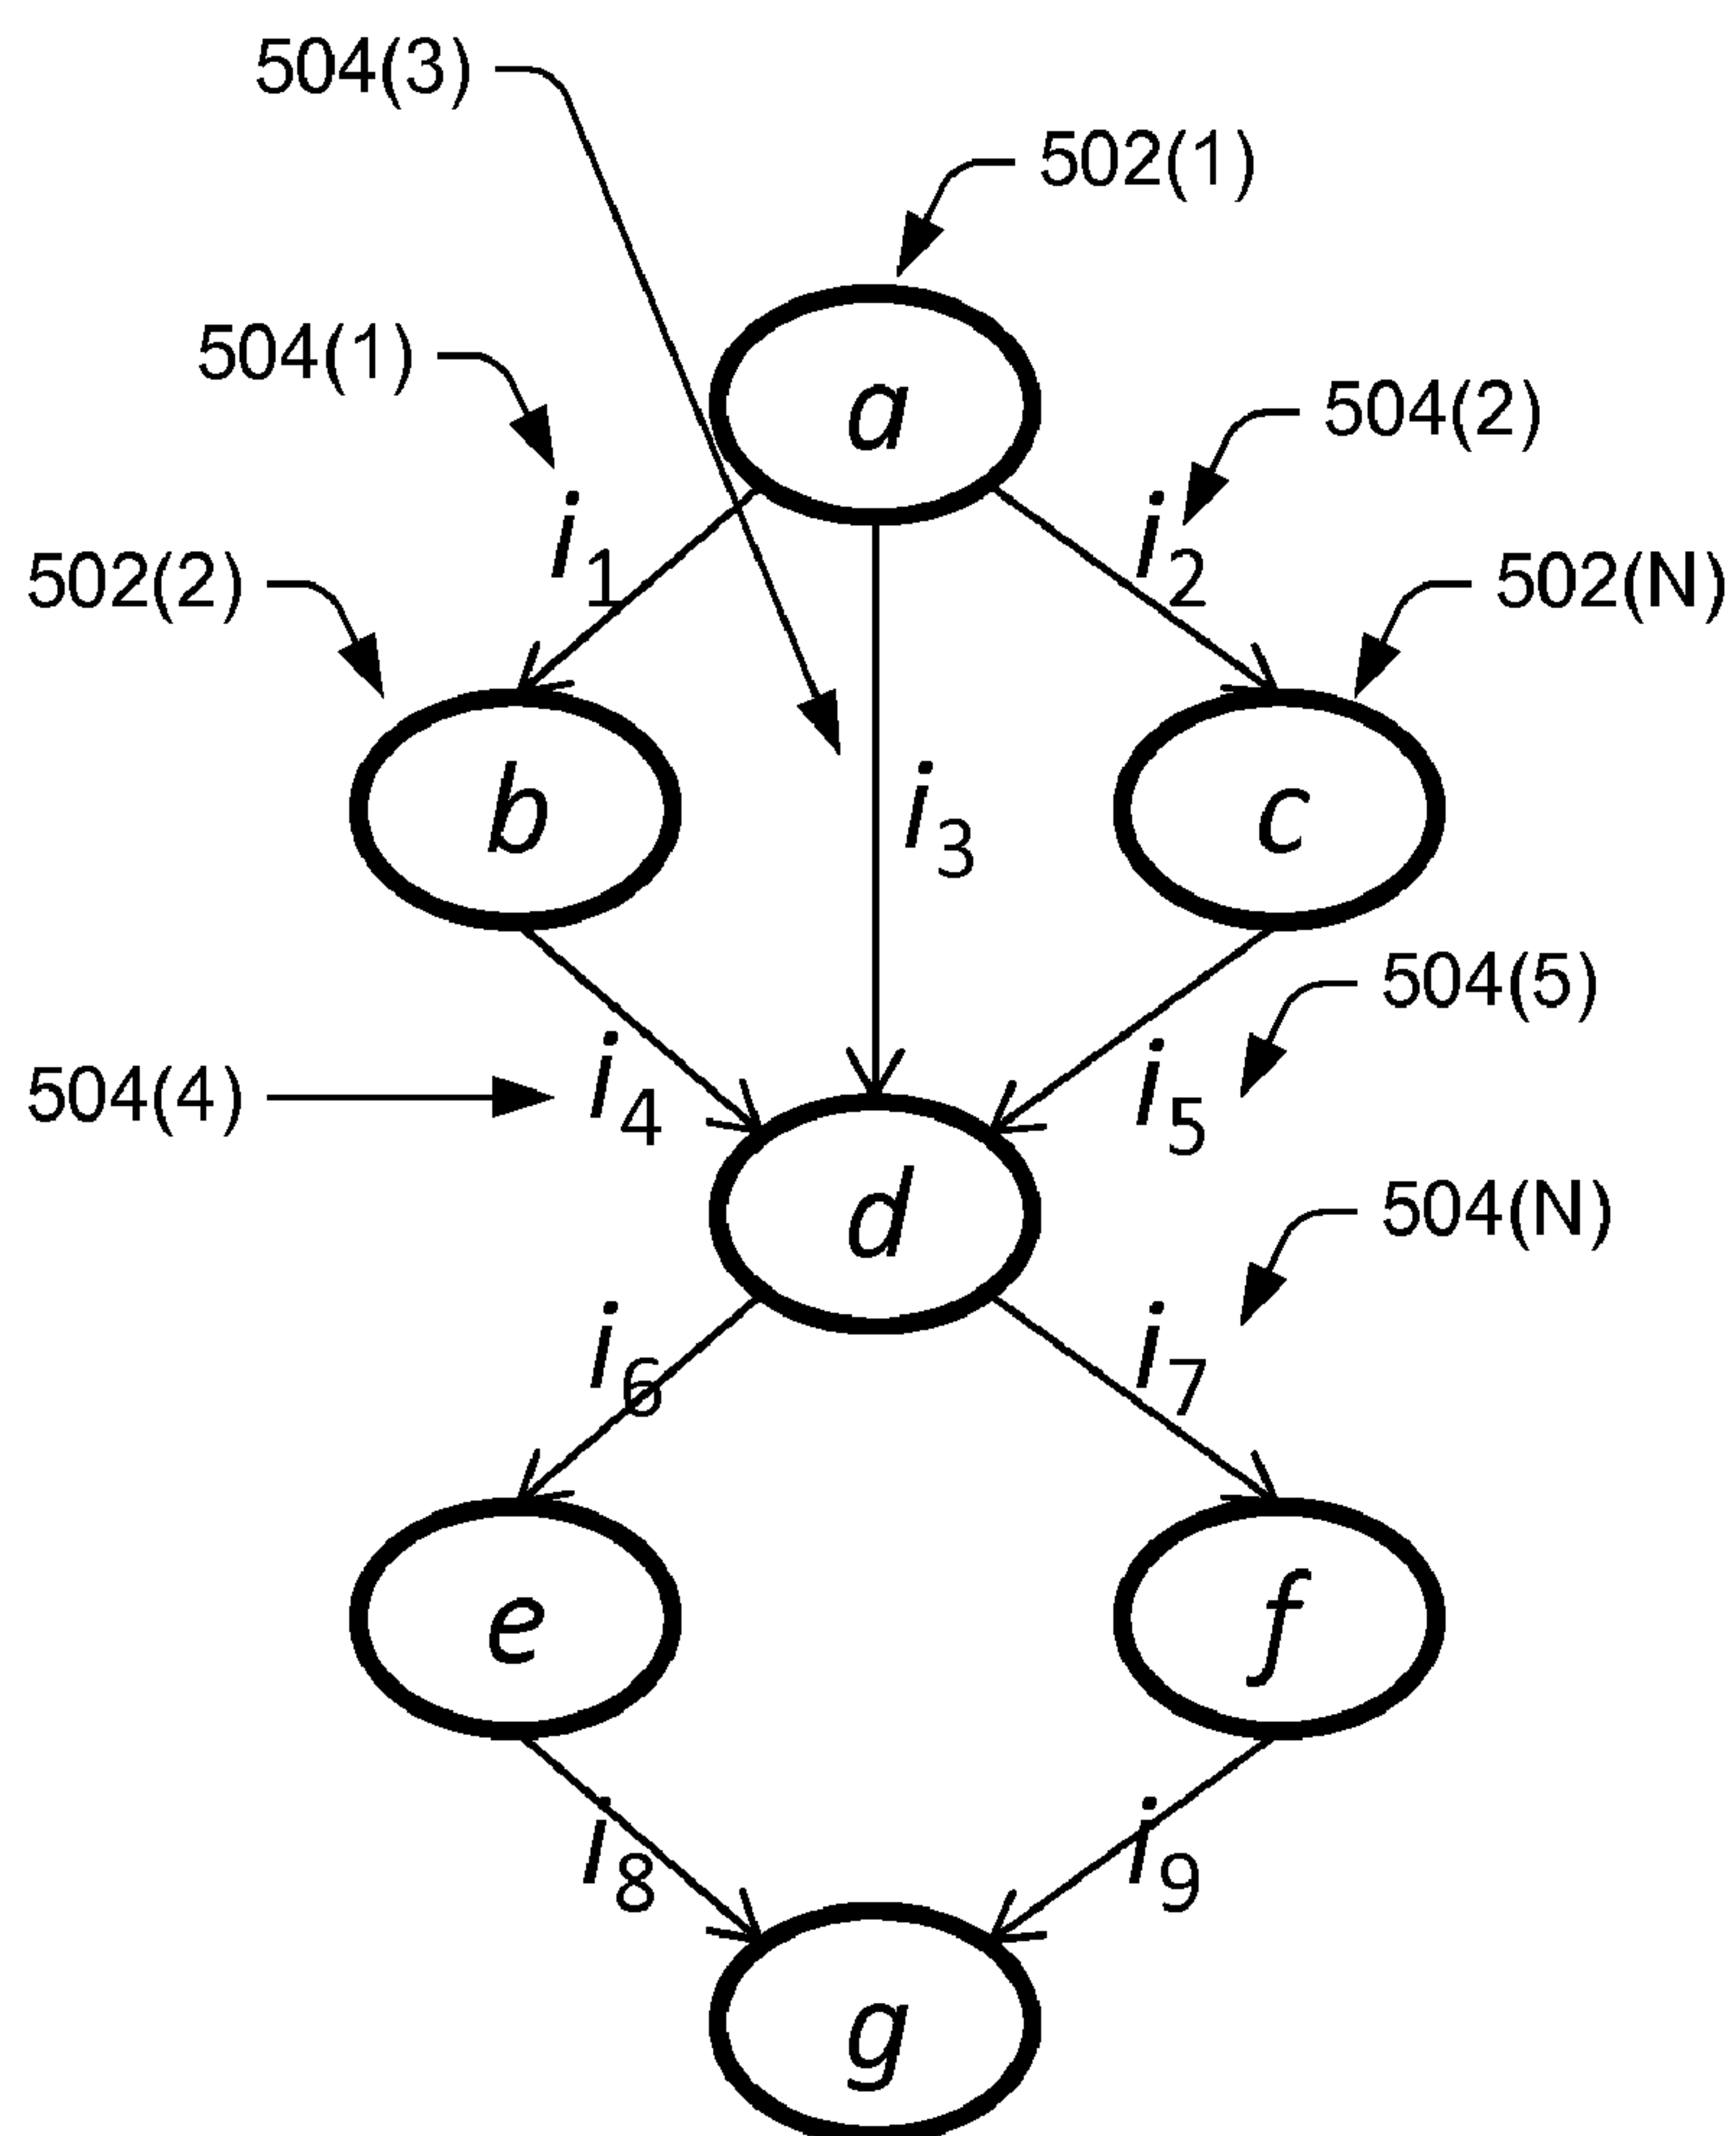 504(3)
502(1)
504(1)
a
504(2)
i1
i2
502(2)
502(N)
b
i3
c
504(5)
504(4)
i4
i5
d
504(N)
i6
i7
e
f
i8
i9
g